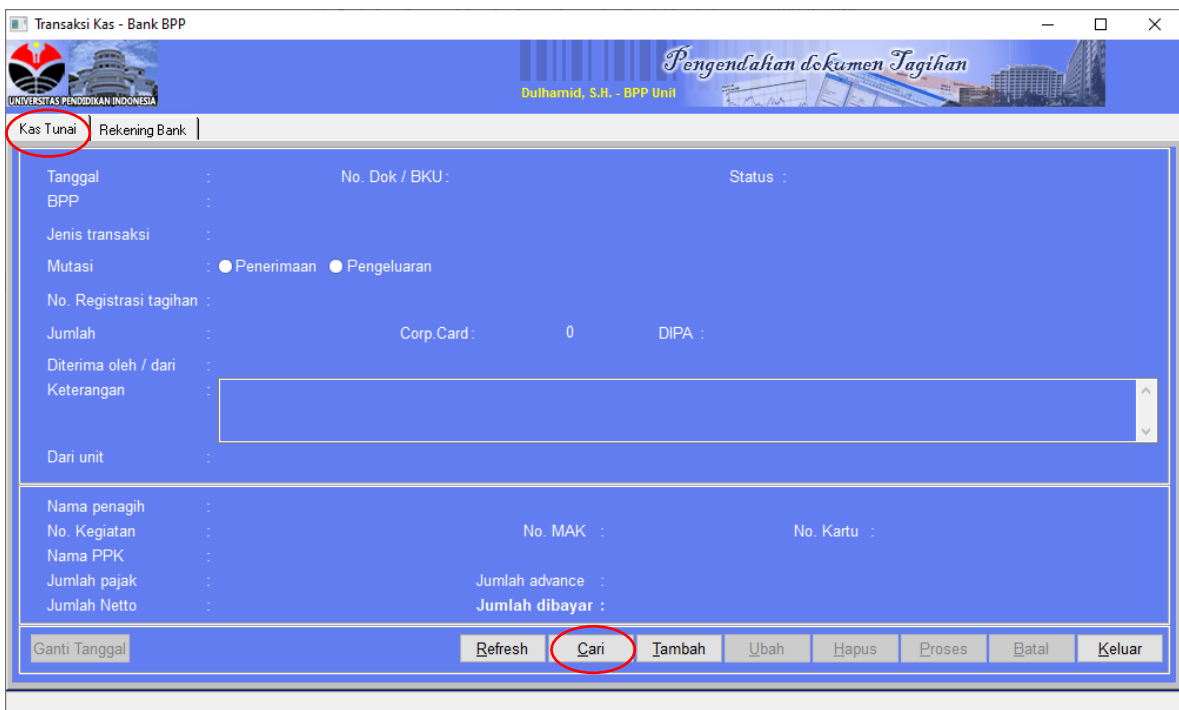 Transaksi Kas - Bank BPP
Pengendalian dokumen Tagihan
UNIVERSITAS PENDIDIKAN INDONESIA
Dulhamid, S.H. - BPP Unit
Kas Tunai Rekening Bank
Tanggal : No. Dok / BKU : Status :
BPP :
Jenis transaksi :
Mutasi : Penerimaan Pengeluaran
No. Registrasi tagihan :
Jumlah : Corp.Card : 0 DIPA :
Diterima oleh / dari :
Keterangan :
Dari unit :
Nama penagih :
No. Kegiatan : No. MAK : No. Kartu :
Nama PPK :
Jumlah pajak : Jumlah advance :
Jumlah Netto : Jumlah dibayar :
Ganti Tanggal Refresh Cari Tambah Ubah Hapus Proses Batal Keluar